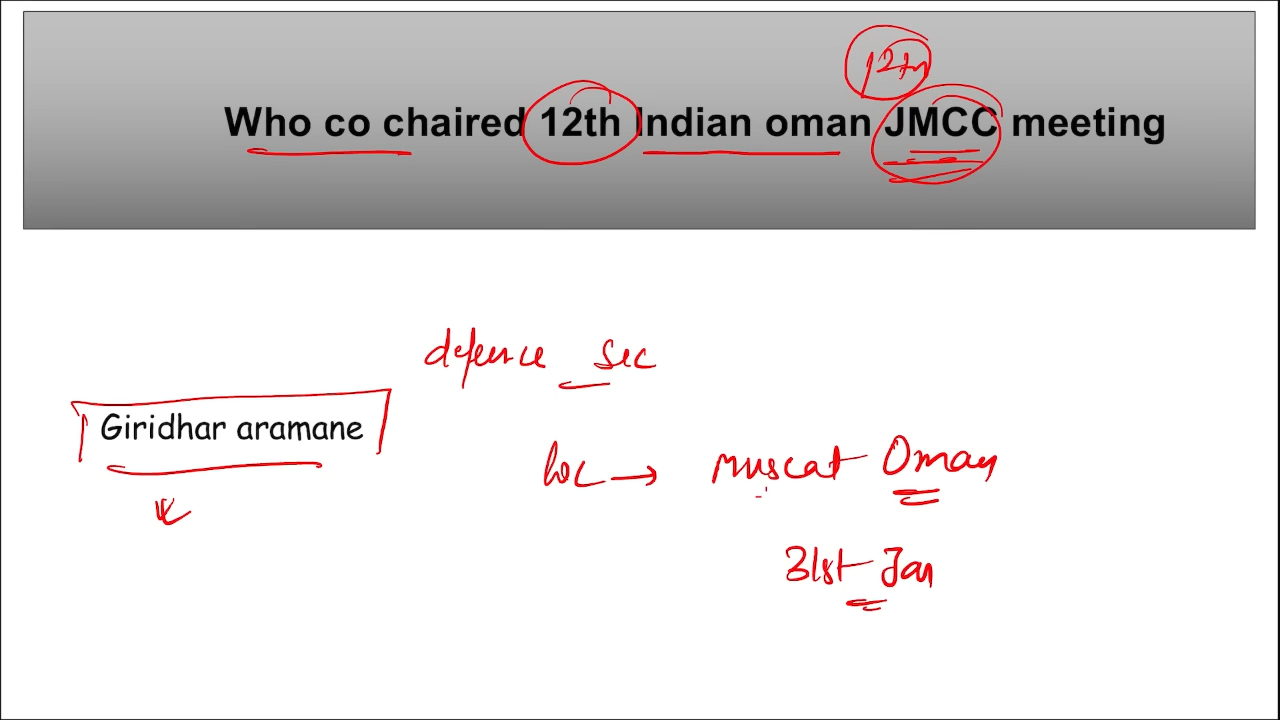 12th
Who co chaired 12th Indian oman JMCC meeting
defence sec
Giridhar aramane
loc → muscat Oman
31st Jan